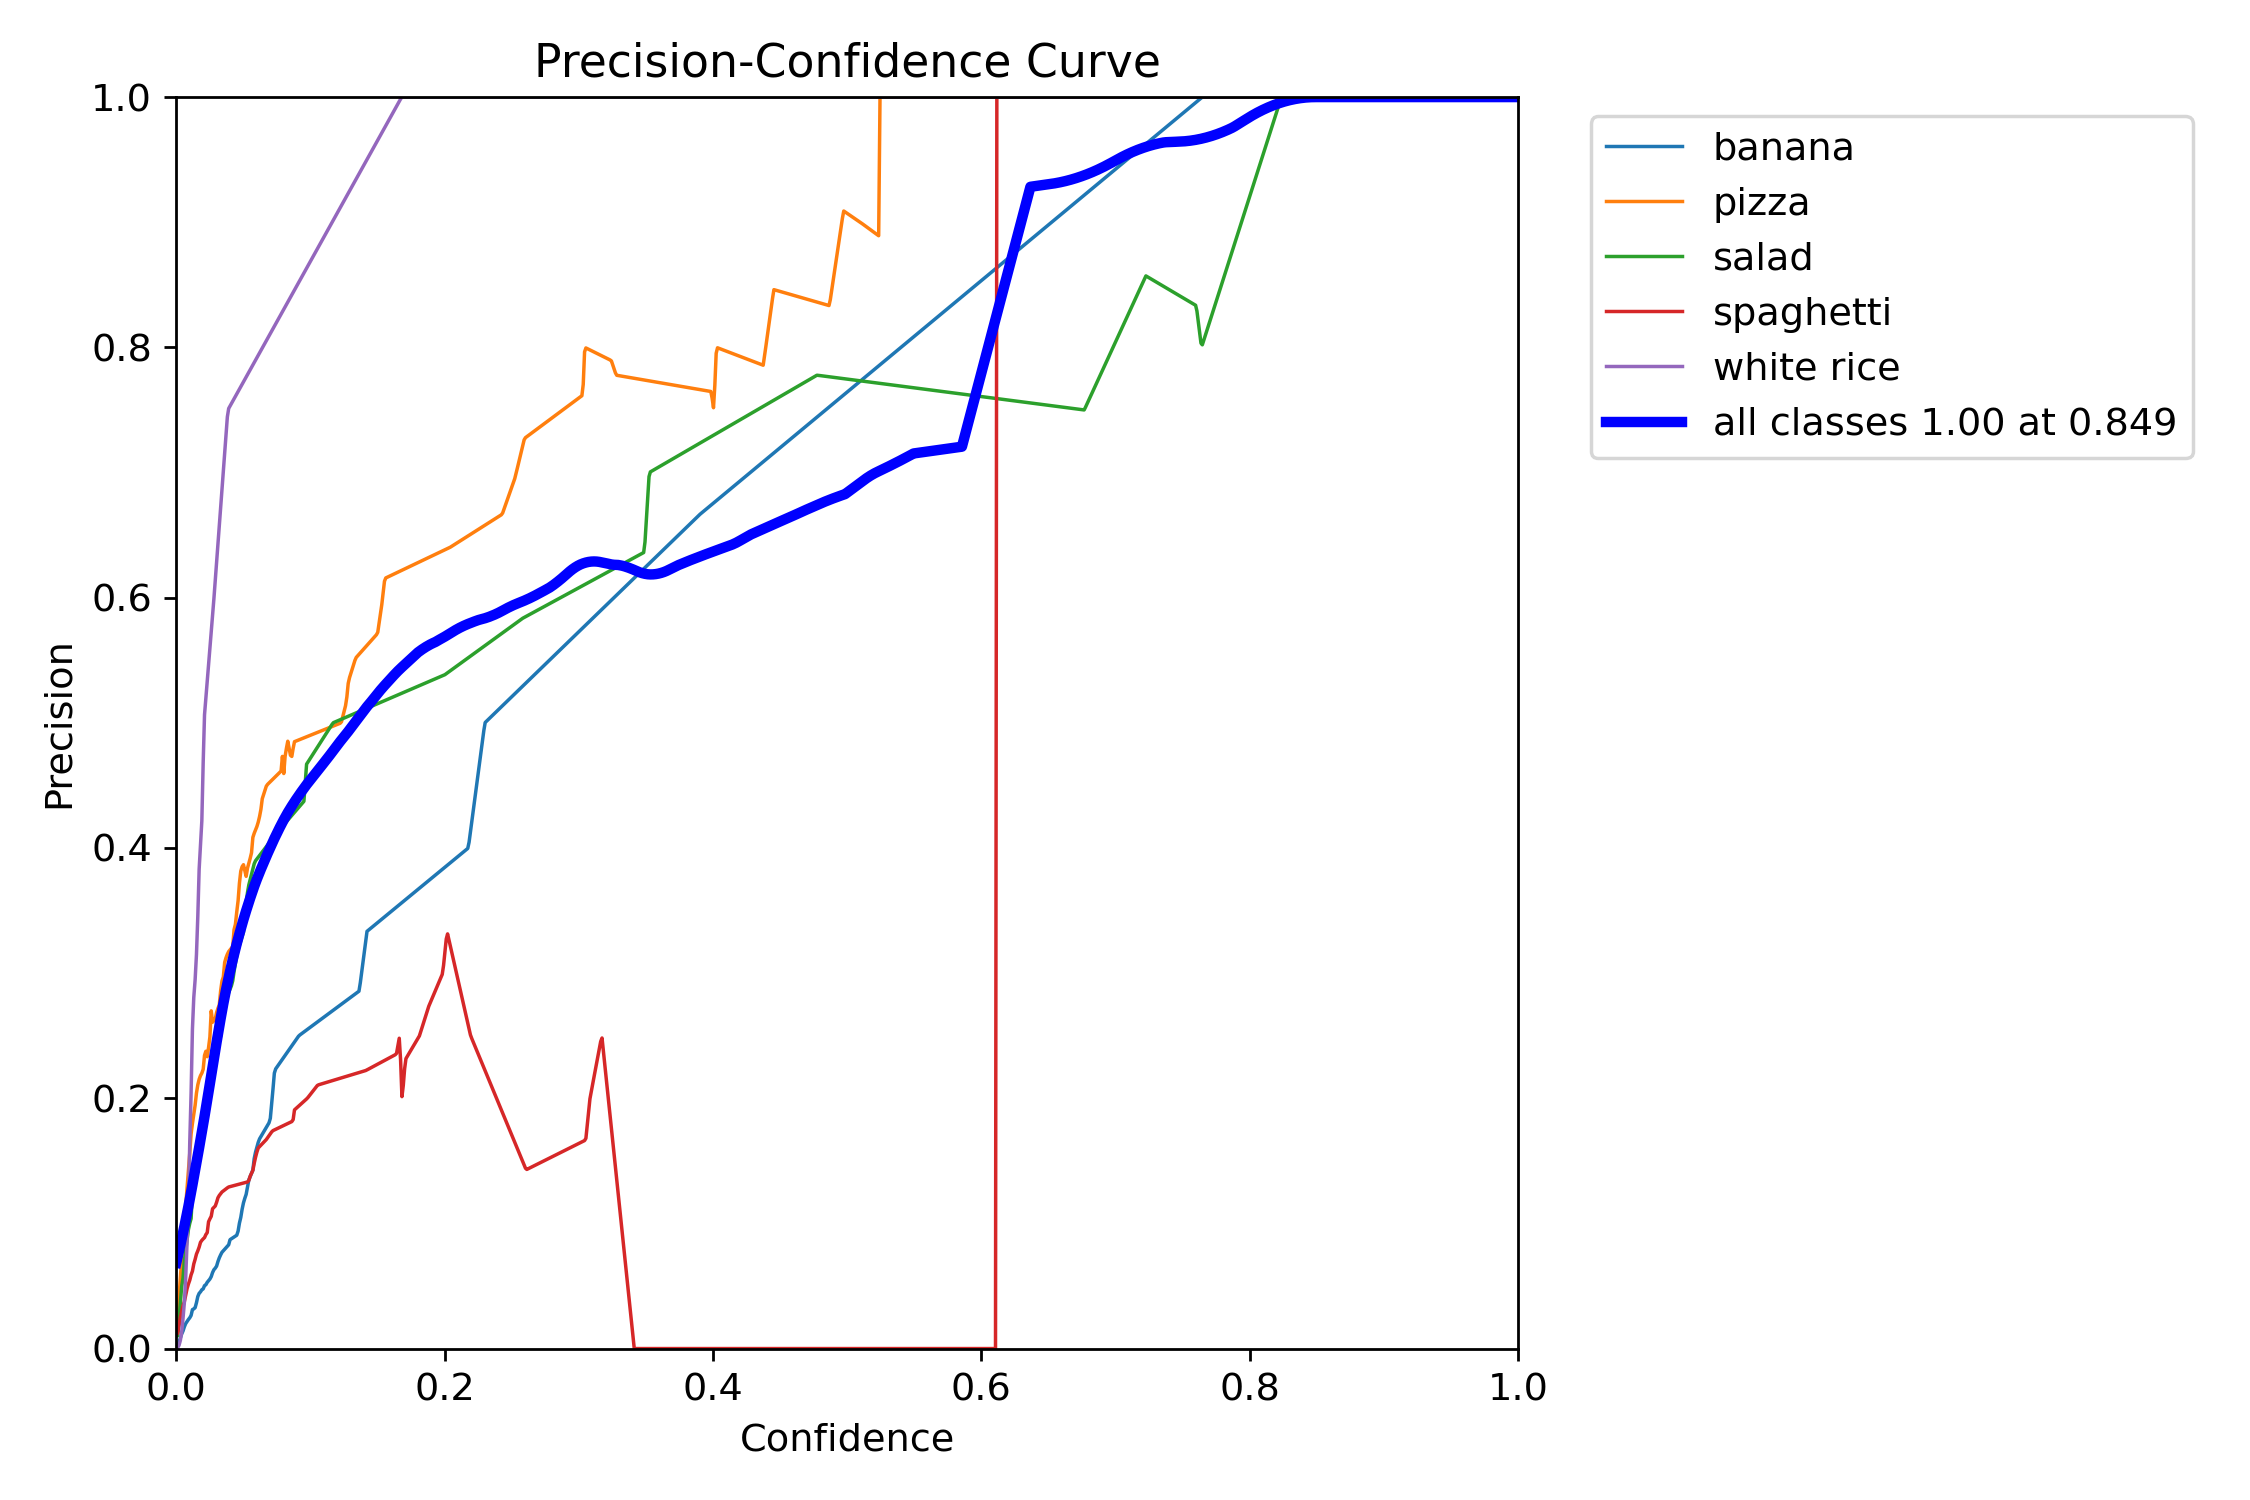 Precision-Confidence Curve
1.0
0.8
0.6
0.4
0.2
0.0
Precision
0.0 0.2 0.4 0.6 0.8 1.0
Confidence
banana
pizza
salad
spaghetti
white rice
all classes 1.00 at 0.849